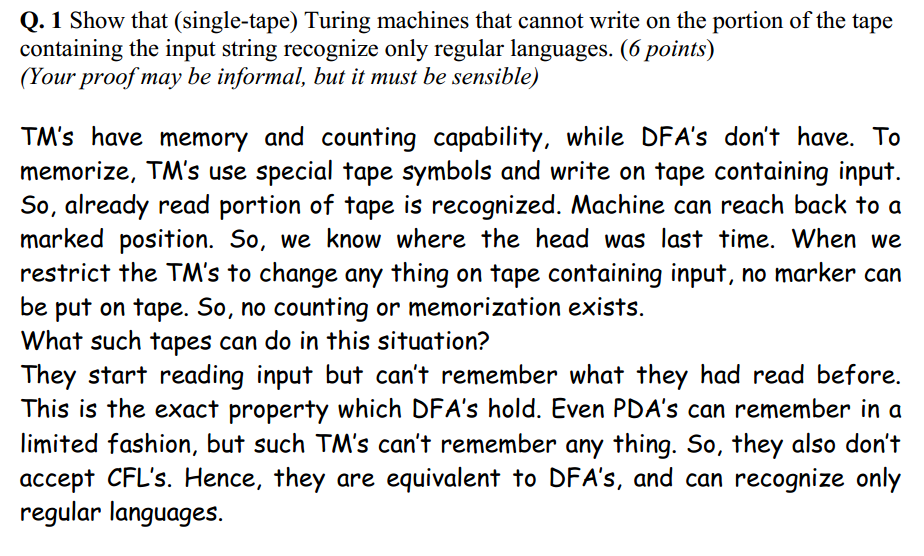 Q. 1 Show that (single-tape) Turing machines that cannot write on the portion of the tape
containing the input string recognize only regular languages. (6 points)
(Your proof may be informal, but it must be sensible)
TM's have memory and counting capability, while DFA's don't have. To
memorize, TM's use special tape symbols and write on tape containing input.
So, already read portion of tape is recognized. Machine can reach back to a
marked position. So, we know where the head was last time. When we
restrict the TM's to change any thing on tape containing input, no marker can
be put on tape. So, no counting or memorization exists.
What such tapes can do in this situation?
They start reading input but can't remember what they had read before.
This is the exact property which DFA's hold. Even PDA's can remember in a
limited fashion, but such TM's can't remember any thing. So, they also don't
accept CFL's. Hence, they are equivalent to DFA's, and can recognize only
regular languages.